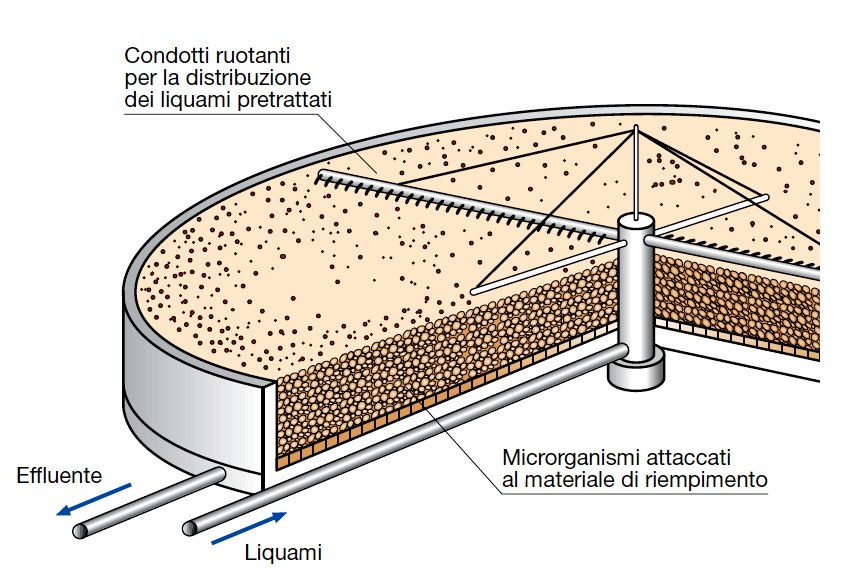 Condotti ruotanti
per la distribuzione
dei liquami pretrattati
Microrganismi attaccati
al materiale di riempimento
Effluente
Liquami